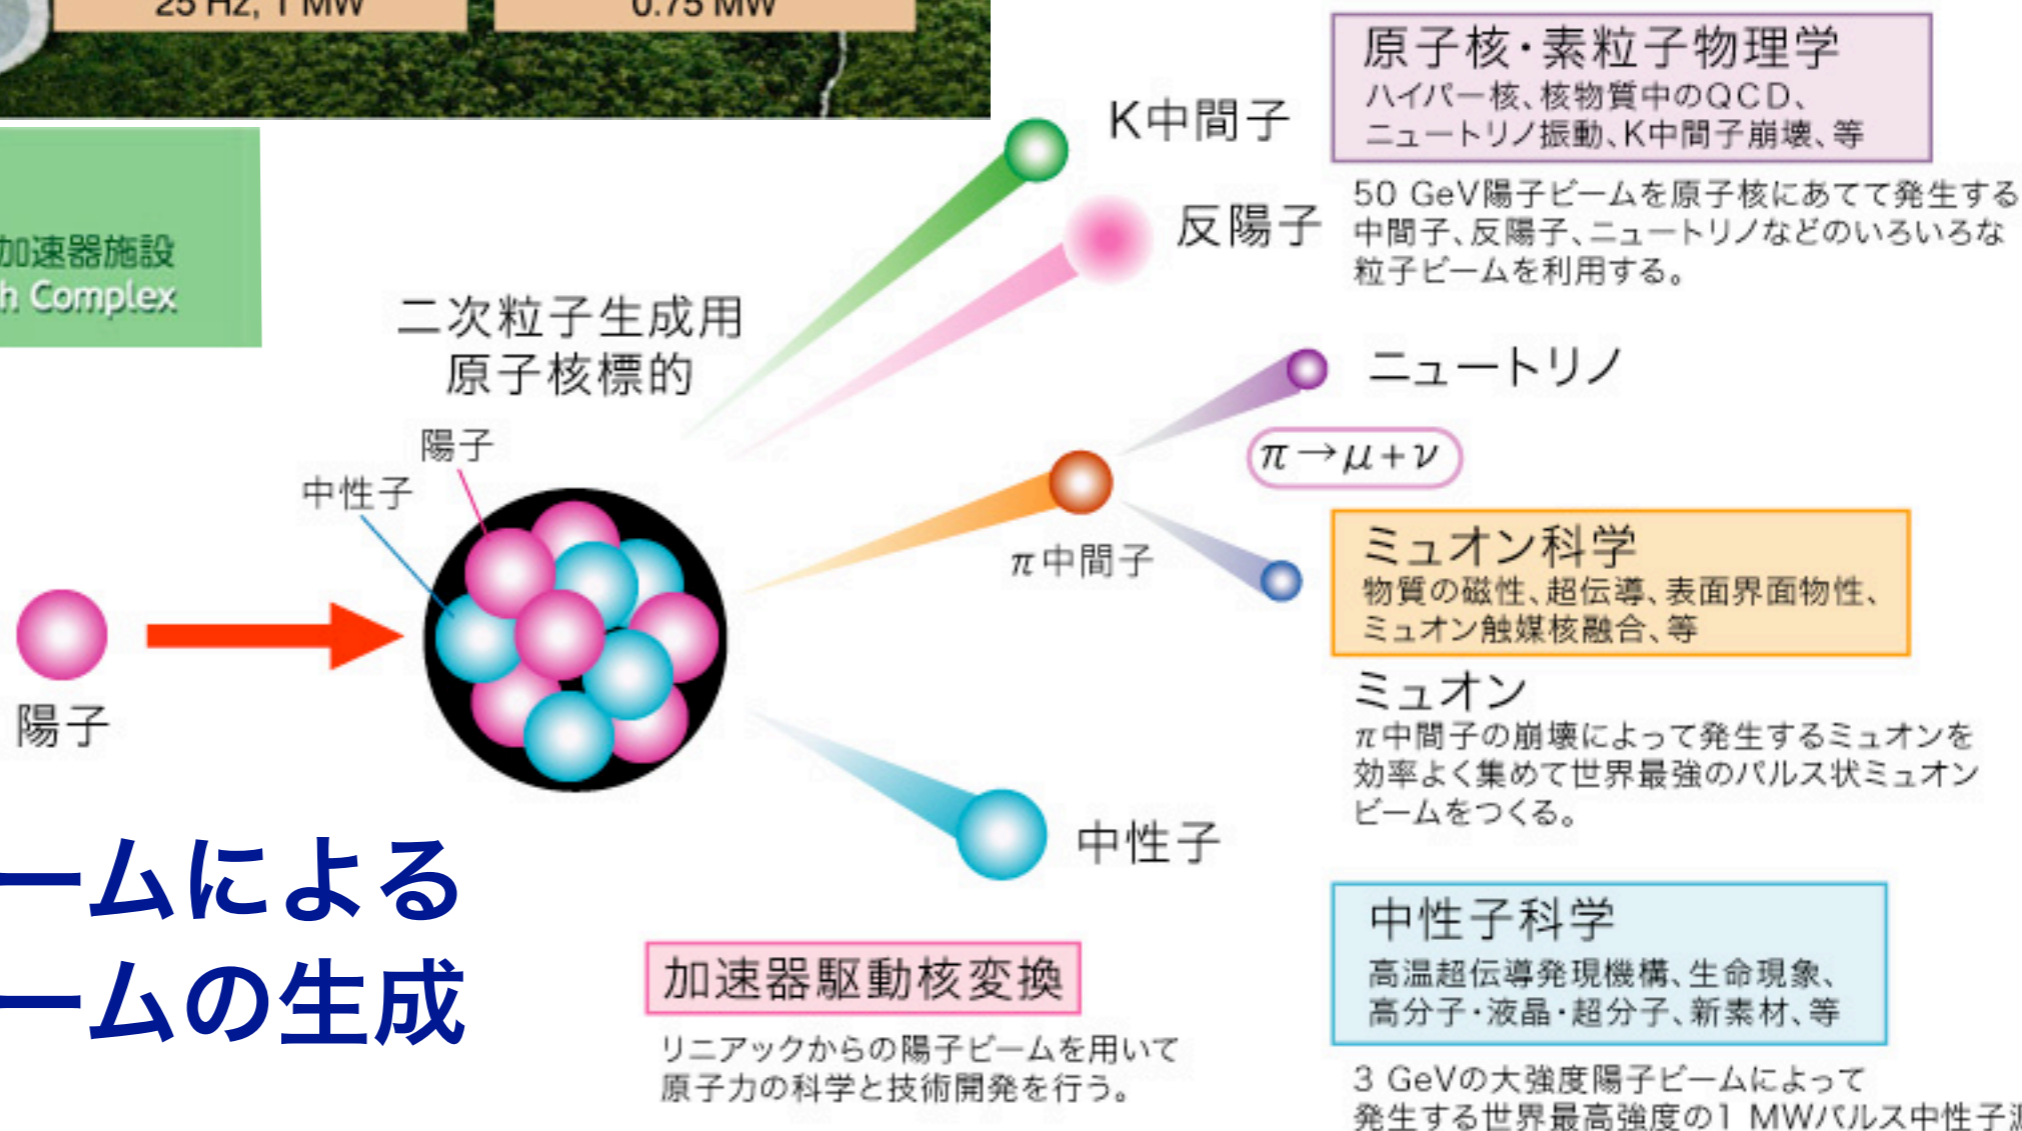 25 Hz, 1 MW
0.75 MW
加速器施設
h Complex
二次粒子生成用
原子核標的
陽子
中性子
陽子
K中間子
反陽子
ニュートリノ
π→μ+ν
π中間子
中性子
原子核・素粒子物理学
ハイパー核、核物質中のQCD、
ニュートリノ振動、K中間子崩壊、等
50 GeV陽子ビームを原子核にあてて発生する
中間子、反陽子、ニュートリノなどのいろいろな
粒子ビームを利用する。
ミュオン科学
物質の磁性、超伝導、表面界面物性、
ミュオン触媒核融合、等
ミュオン
π中間子の崩壊によって発生するミュオンを
効率よく集めて世界最強のパルス状ミュオン
ビームをつくる。
中性子科学
高温超伝導発現機構、生命現象、
高分子・液晶・超分子、新素材、等
3 GeVの大強度陽子ビームによって
発生する世界最高強度の1 MWパルス中性子源
ームによる
ームの生成
加速器駆動核変換
リニアックからの陽子ビームを用いて
原子力の科学と技術開発を行う。